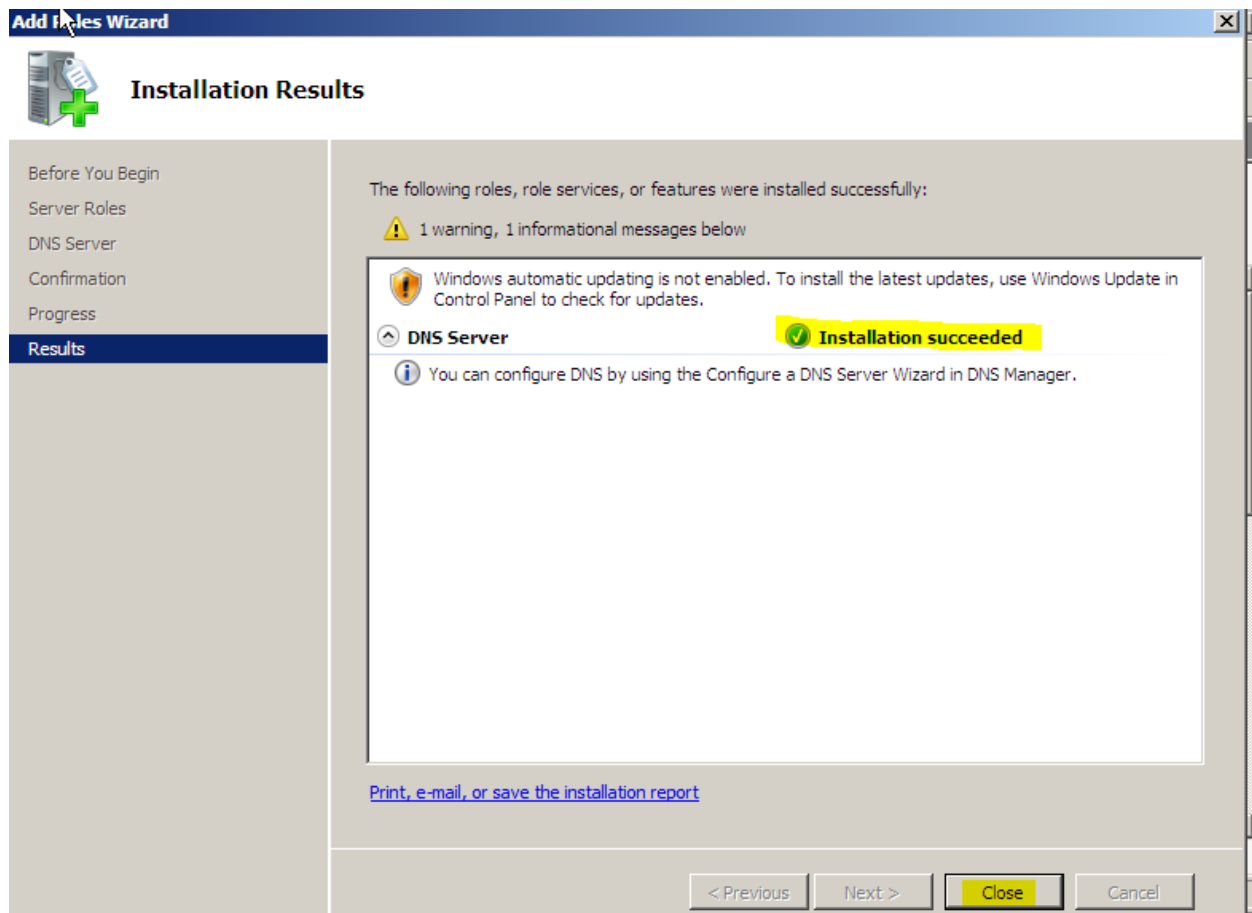 Add Roles Wizard
Installation Results
Before You Begin
Server Roles
DNS Server
Confirmation
Progress
Results
The following roles, role services, or features were installed successfully:
1 warning, 1 informational messages below
Windows automatic updating is not enabled. To install the latest updates, use Windows Update in
Control Panel to check for updates.
DNS Server Installation succeeded
You can configure DNS by using the Configure a DNS Server Wizard in DNS Manager.
Print, e-mail, or save the installation report
< Previous Next > Close Cancel